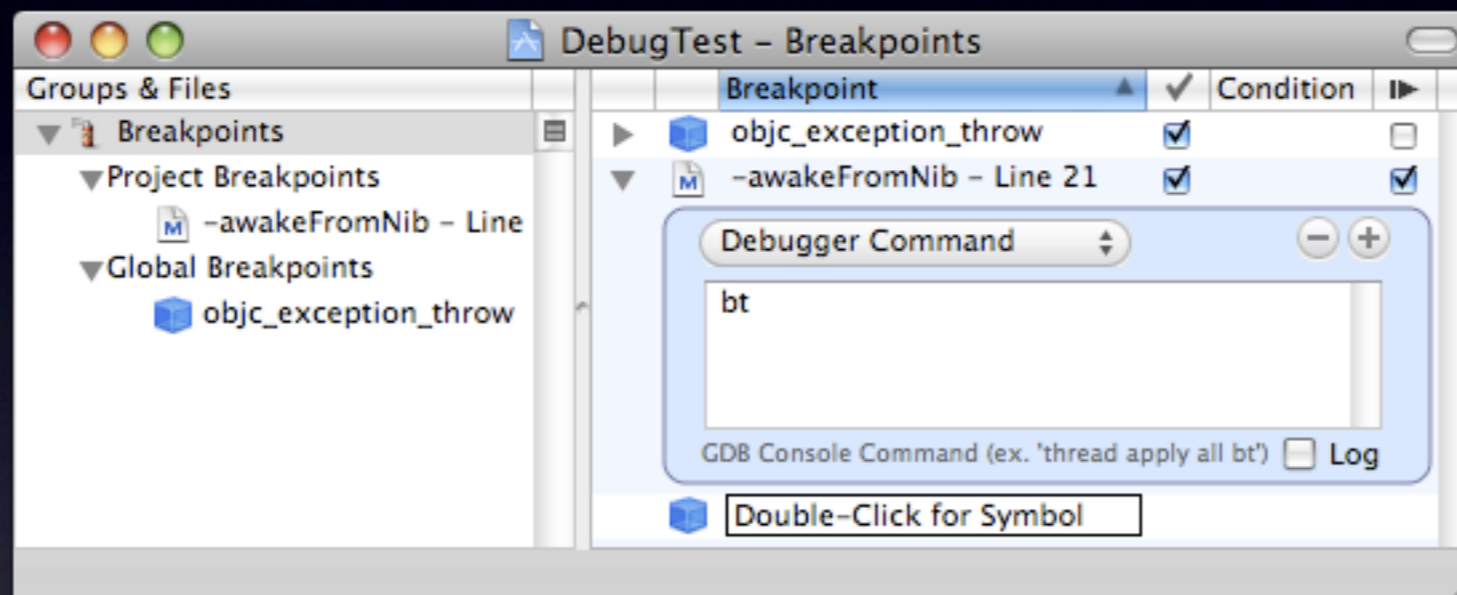 DebugTest – Breakpoints
Groups & Files
Breakpoints
Project Breakpoints
-awakeFromNib – Line
Global Breakpoints
objc_exception_throw
Breakpoint Condition
objc_exception_throw
-awakeFromNib – Line 21
Debugger Command
bt
GDB Console Command (ex. 'thread apply all bt') Log
Double-Click for Symbol